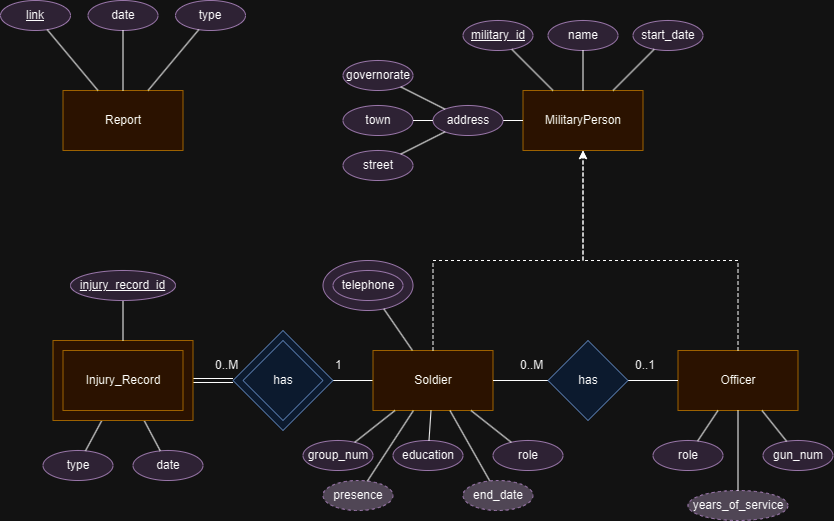 link
date
type
military_id
name
start_date
governorate
Report
town
address
MilitaryPerson
street
injury_record_id
telephone
0..M
1
0..M
0..1
Injury_Record
has
Soldier
has
Officer
type
date
group_num
education
role
role
gun_num
presence
end_date
years_of_service